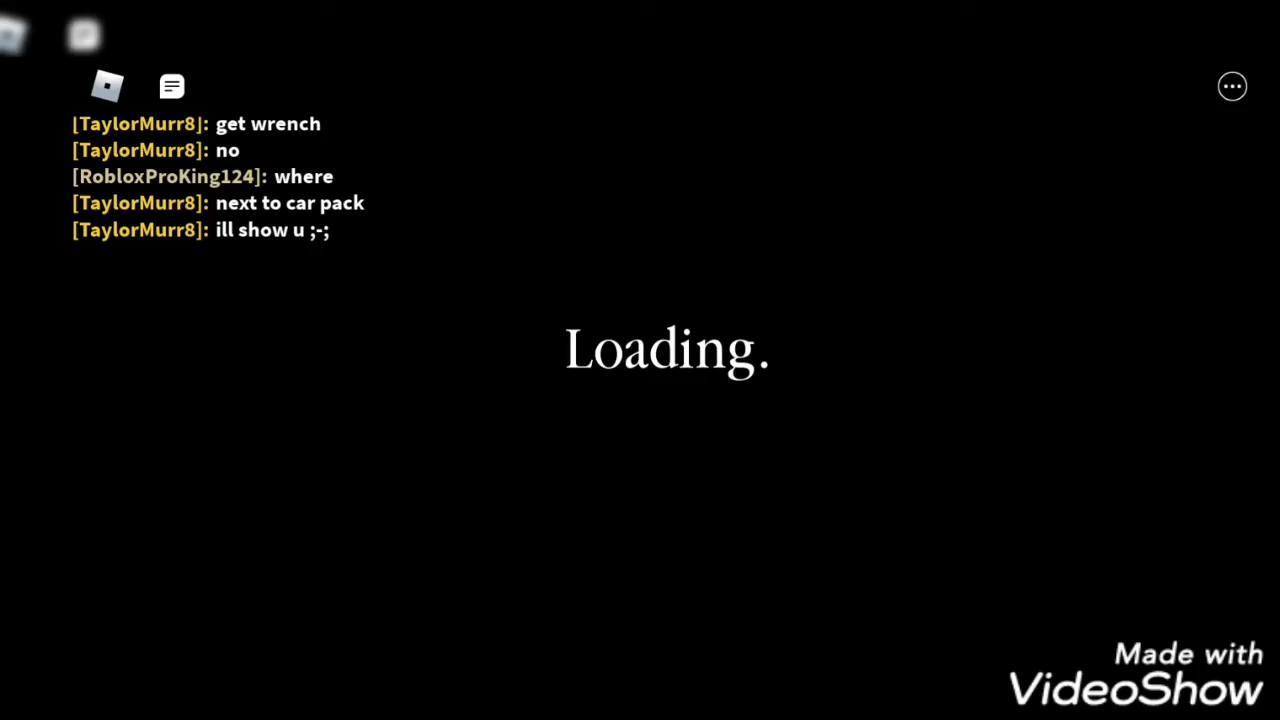 [TaylorMurr8]: get wrench
[TaylorMurr8]: no
[RobloxProKing124]: where
[TaylorMurr8]: next to car pack
[TaylorMurr8]: ill show u ;-;
Loading.
Made with
VideoShow